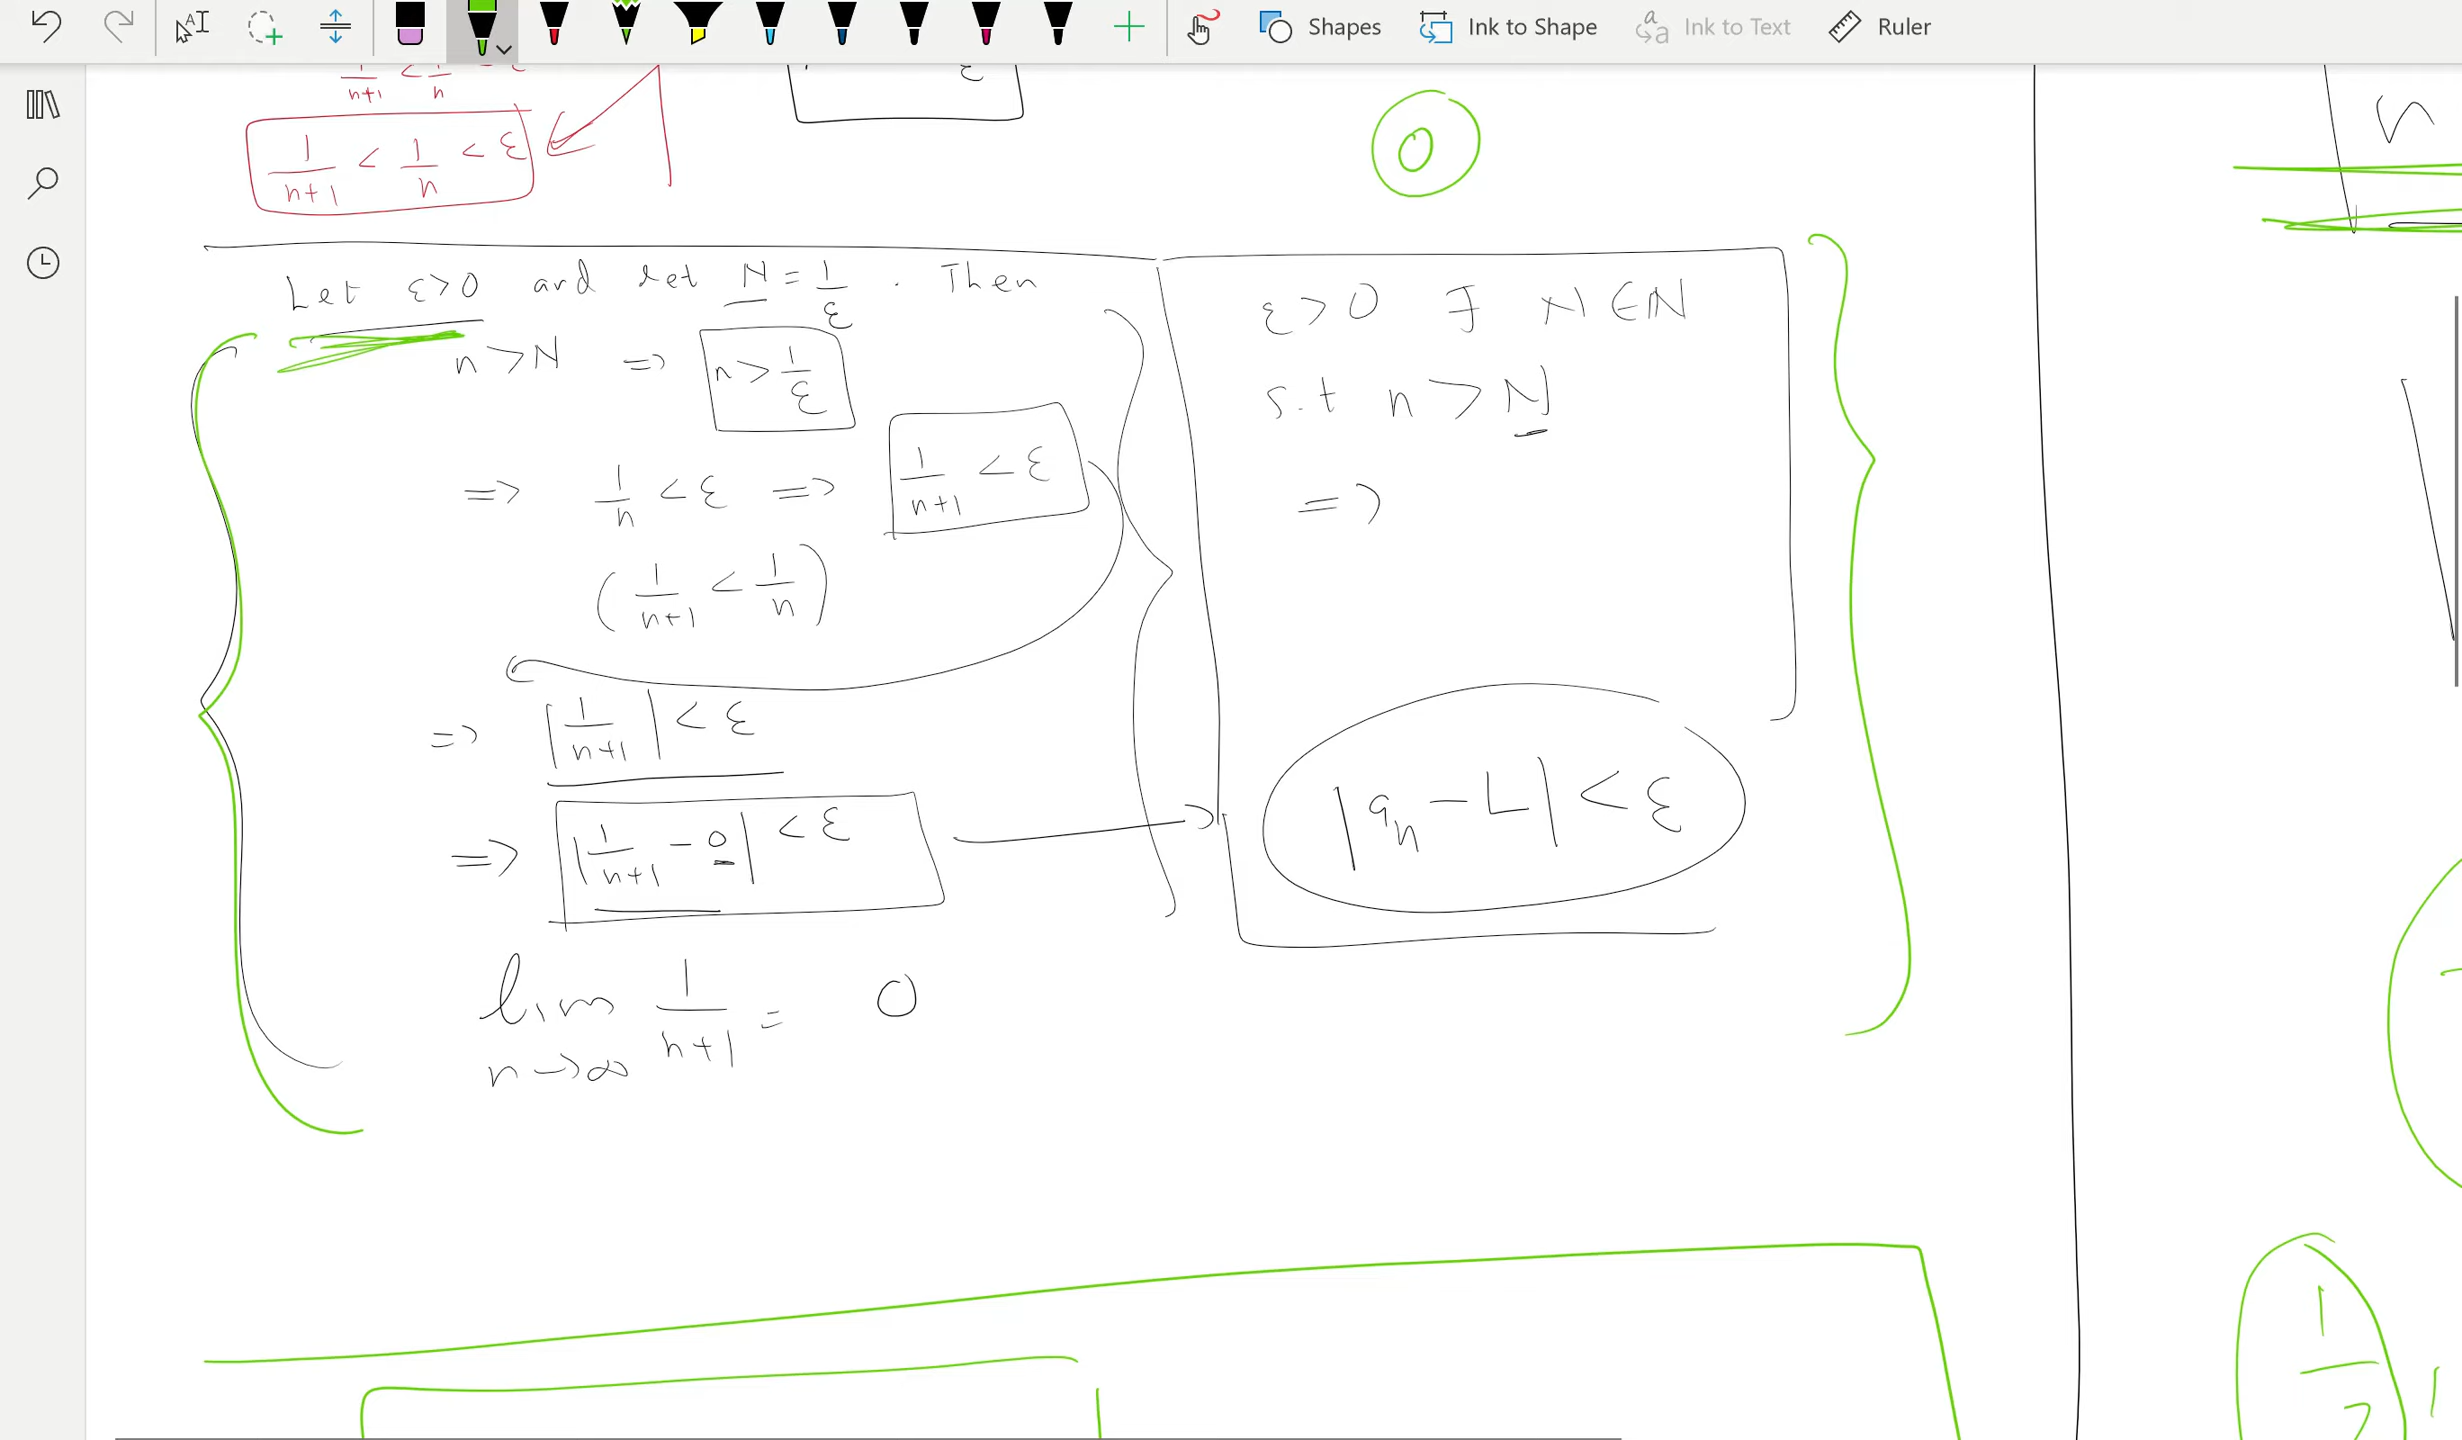 Shapes Ink to Shape Ink to Text Ruler
1/(n+1) < 1/n < ε
0
n
Let ε>0 and let N = 1/ε . Then
n > N => n > 1/ε
=> 1/n < ε => 1/(n+1) < ε
(1/(n+1) < 1/n)
=> |1/(n+1)| < ε
=> |1/(n+1) - 0| < ε
lim 1/(n+1) = 0
n→∞
ε>0 ∃ N ∈ ℕ
s.t n > N
=>
|aₙ - L| < ε